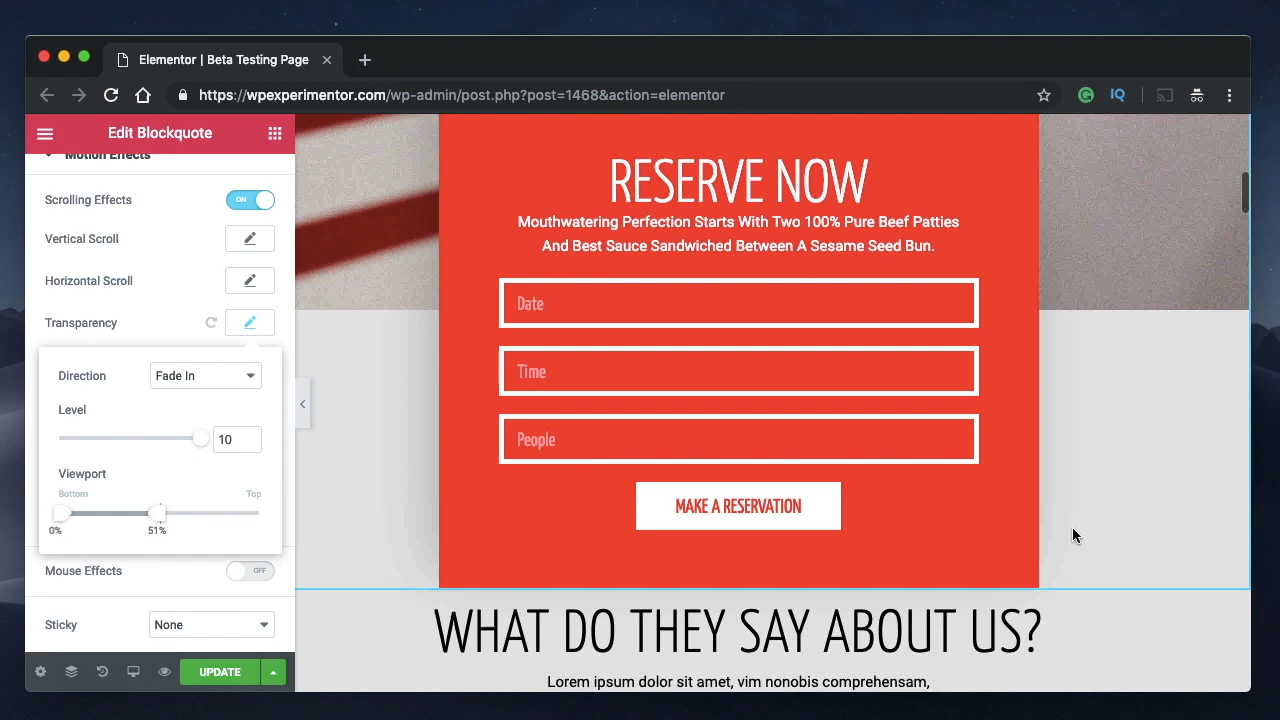 Elementor | Beta Testing Page
https://wpexperimentor.com/wp-admin/post.php?post=1468&action=elementor
IQ
Edit Blockquote
Motion Effects
Scrolling Effects
ON
Vertical Scroll
Horizontal Scroll
Transparency
Direction
Fade In
Level
10
Viewport
Bottom
Top
0%
51%
Mouse Effects
OFF
Sticky
None
UPDATE
RESERVE NOW
Mouthwatering Perfection Starts With Two 100% Pure Beef Patties
And Best Sauce Sandwiched Between A Sesame Seed Bun.
Date
Time
People
MAKE A RESERVATION
WHAT DO THEY SAY ABOUT US?
Lorem ipsum dolor sit amet, vim nonobis comprehensam,